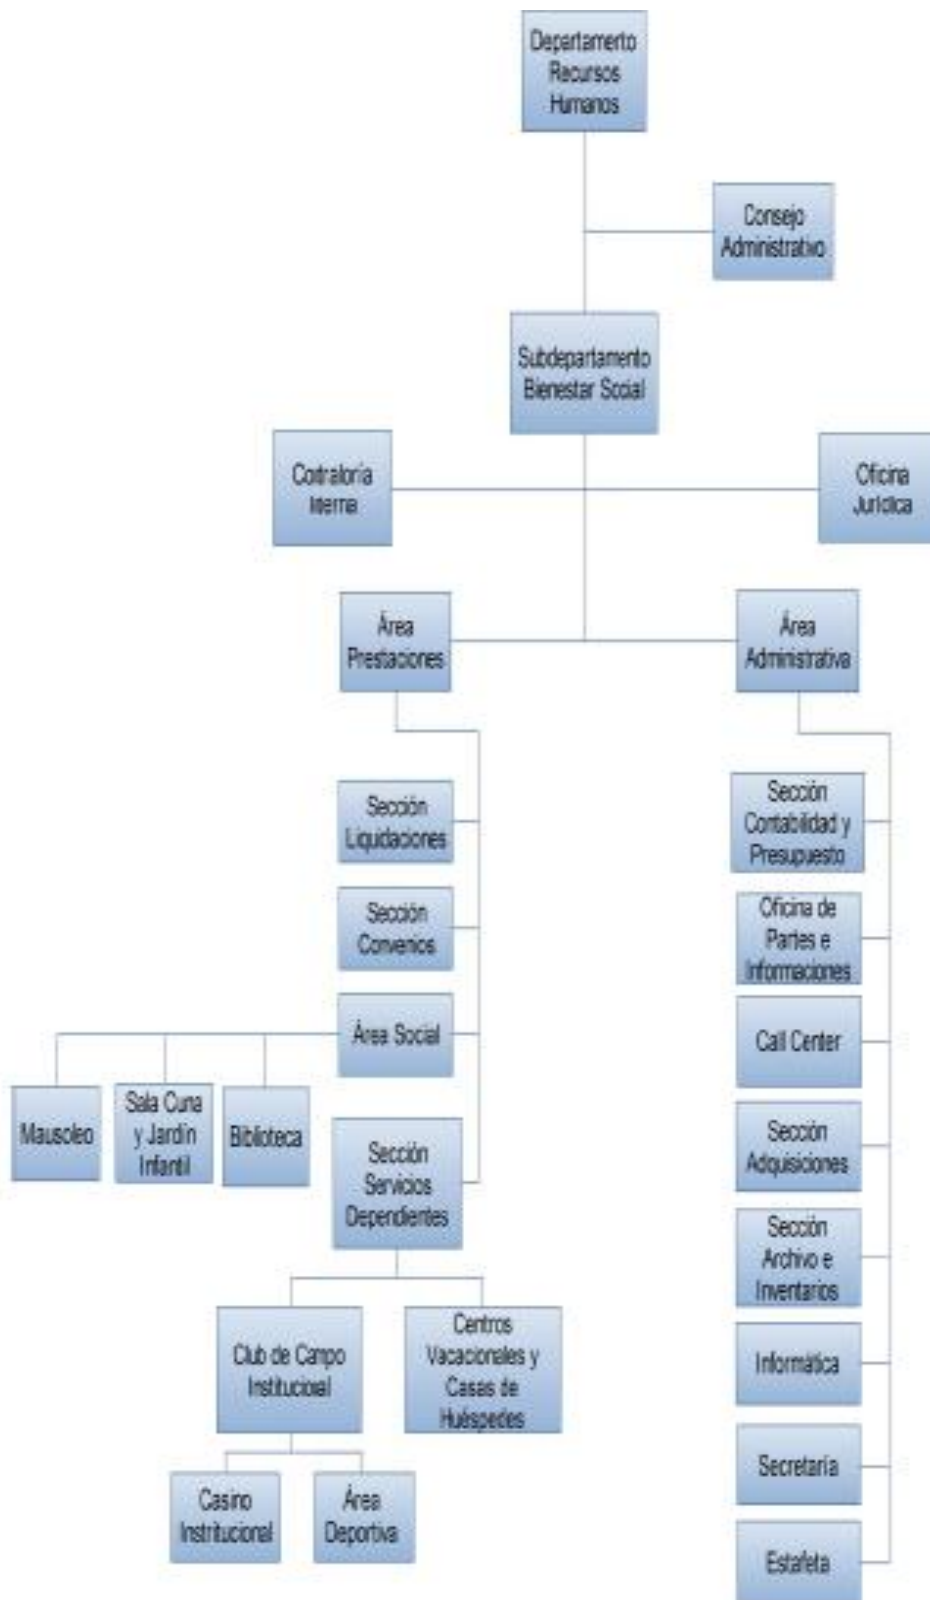 Departamerto
Recursos
Humanos
Consejo
Administrativo
Subdepartamento
Bienestar Social
Contraloría
Interna
Oficina
Jurídica
Área
Prestaciones
Área
Administrativa
Sección
Liquidaciones
Sección
Contabilidad y
Presupuesto
Sección
Convenios
Oficina de
Partes e
Informaciones
Área Social
Call Center
Mausoleo
Sala Cuna
y Jardín
Infantil
Biblioteca
Sección
Servicios
Dependientes
Sección
Adquisiciones
Sección
Archivo e
Inventarios
Club de Campo
Institucional
Centros
Vacacionales y
Casas de
Huéspedes
Informática
Casino
Instritucional
Área
Deportiva
Secretaría
Estafeta